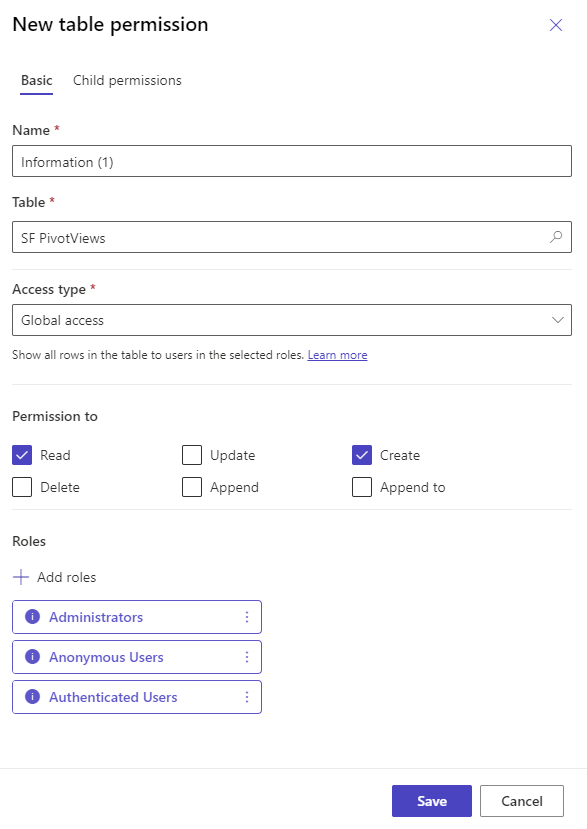 New table permission
Basic Child permissions
Name *
Information (1)
Table *
SF PivotViews
Access type *
Global access
Show all rows in the table to users in the selected roles. Learn more
Permission to
Read Update Create
Delete Append Append to
Roles
Add roles
Administrators
Anonymous Users
Authenticated Users
Save Cancel